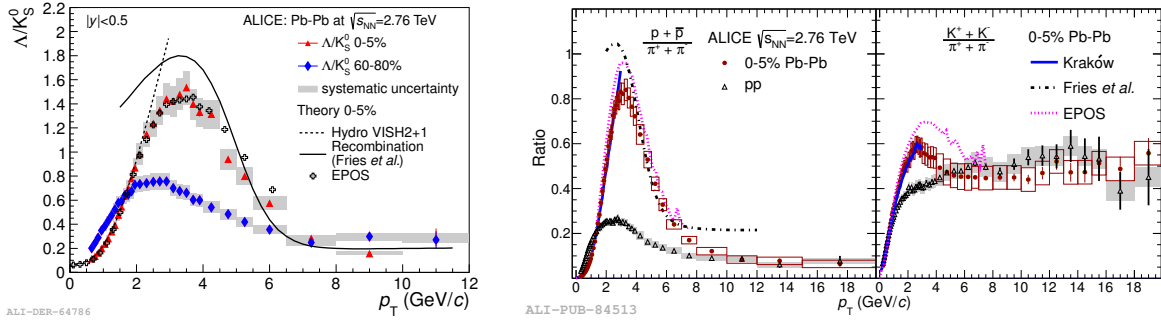 Λ/K⁰S
|y|<0.5
ALICE: Pb-Pb at √sNN=2.76 TeV
Λ/K⁰S 0-5%
Λ/K⁰S 60-80%
systematic uncertainty
Theory 0-5%
Hydro VISH2+1
Recombination
(Fries et al.)
EPOS
2
1.8
1.6
1.4
1.2
1
0.8
0.6
0.4
0.2
0
0 2 4 6 8 10 12
pT (GeV/c)
ALI-DER-64786
Ratio
p + p̅
π⁺ + π⁻
ALICE √sNN=2.76 TeV
0-5% Pb-Pb
pp
1
0.8
0.6
0.4
0.2
0 2 4 6 8 10 12 14 16 18
pT (GeV/c)
K⁺ + K⁻
π⁺ + π⁻
0-5% Pb-Pb
Kraków
Fries et al.
EPOS
0 2 4 6 8 10 12 14 16 18 20
pT (GeV/c)
ALI-PUB-84513